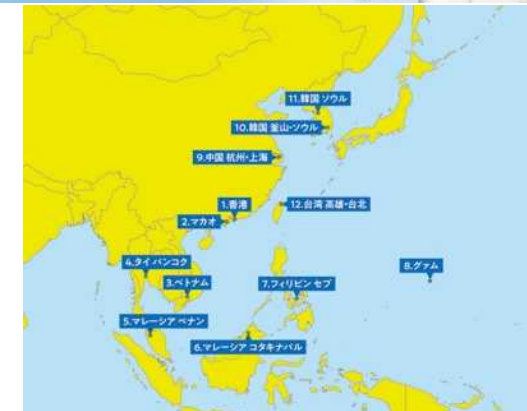 11.韓国 ソウル
10.韓国 釜山・ソウル
9.中国 杭州・上海
1.香港
12.台湾 高雄・台北
2.マカオ
4.タイ バンコク
8.グァム
3.ベトナム
7.フィリピン セブ
5.マレーシア ペナン
6.マレーシア コタキナバル